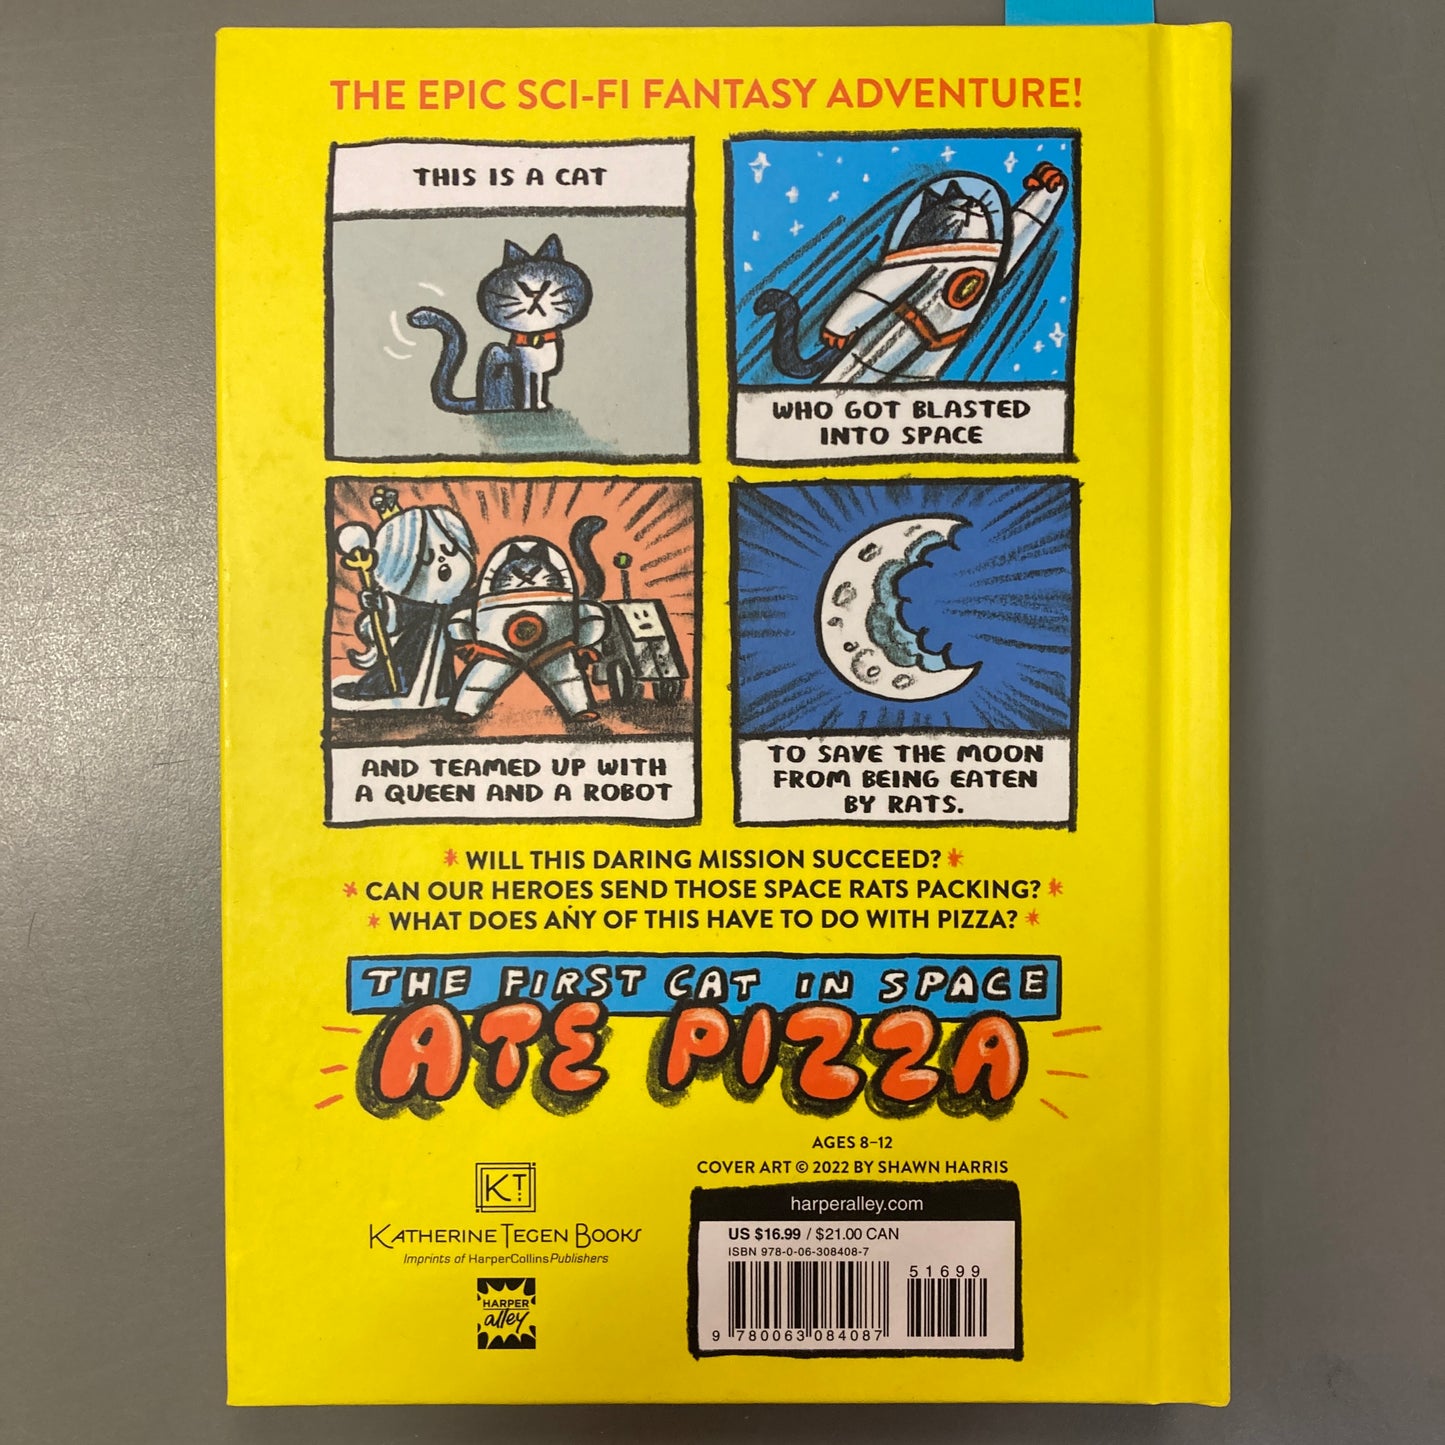 THE EPIC SCI-FI FANTASY ADVENTURE!
THIS IS A CAT
WHO GOT BLASTED
INTO SPACE
AND TEAMED UP WITH
A QUEEN AND A ROBOT
TO SAVE THE MOON
FROM BEING EATEN
BY RATS.
* WILL THIS DARING MISSION SUCCEED? *
* CAN OUR HEROES SEND THOSE SPACE RATS PACKING? *
* WHAT DOES ANY OF THIS HAVE TO DO WITH PIZZA? *
THE FIRST CAT IN SPACE
ATE PIZZA
AGES 8–12
COVER ART © 2022 BY SHAWN HARRIS
KT
KATHERINE TEGEN BOOKS
Imprints of HarperCollinsPublishers
HARPER
alley
harperalley.com
US $16.99 / $21.00 CAN
ISBN 978-0-06-308408-7
51699
9 780063 084087